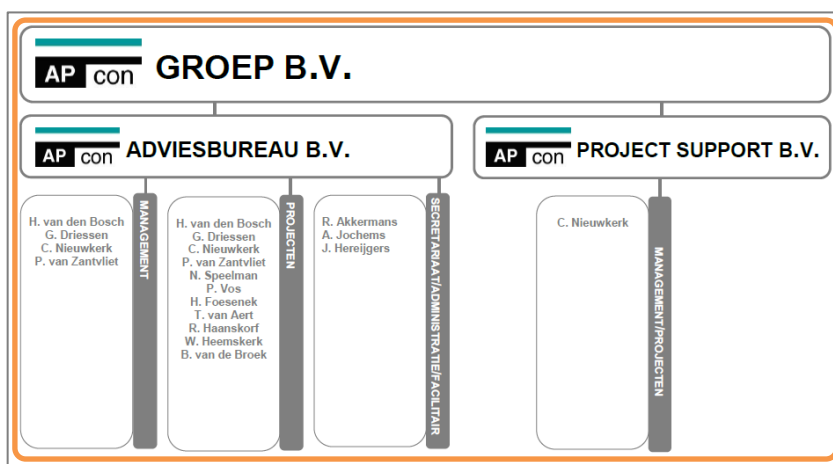 AP con GROEP B.V.
AP con ADVIESBUREAU B.V.
AP con PROJECT SUPPORT B.V.
H. van den Bosch
G. Driessen
C. Nieuwkerk
P. van Zantvliet
MANAGEMENT
H. van den Bosch
G. Driessen
C. Nieuwkerk
P. van Zantvliet
N. Speelman
P. Vos
H. Foesenek
T. van Aert
R. Haanskorf
W. Heemskerk
B. van de Broek
PROJECTEN
R. Akkermans
A. Jochems
J. Hereijgers
SECRETARIAAT/ADMINISTRATIE/FACILITAIR
C. Nieuwkerk
MANAGEMENT/PROJECTEN